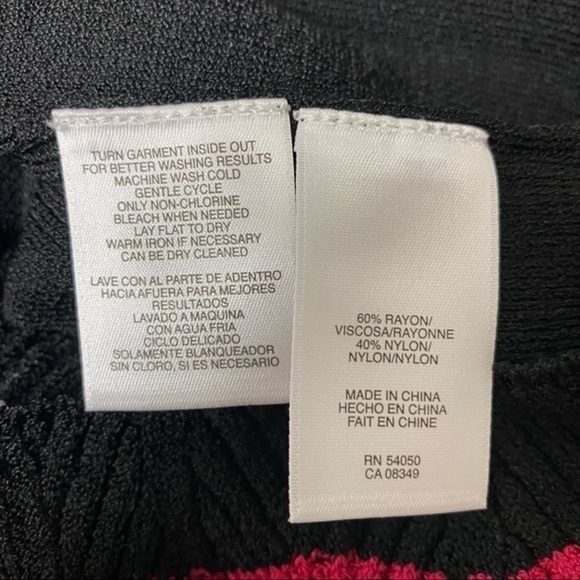 TURN GARMENT INSIDE OUT
FOR BETTER WASHING RESULTS
MACHINE WASH COLD
GENTLE CYCLE
ONLY NON-CHLORINE
BLEACH WHEN NEEDED
LAY FLAT TO DRY
WARM IRON IF NECESSARY
CAN BE DRY CLEANED
LAVE CON AL PARTE DE ADENTRO
HACIA AFUERA PARA MEJORES
RESULTADOS
LAVADO A MAQUINA
CON AGUA FRIA
CICLO DELICADO
SOLAMENTE BLANQUEADOR
SIN CLORO, SI ES NECESARIO
60% RAYON/
VISCOSA/RAYONNE
40% NYLON/
NYLON/NYLON
MADE IN CHINA
HECHO EN CHINA
FAIT EN CHINE
RN 54050
CA 08349